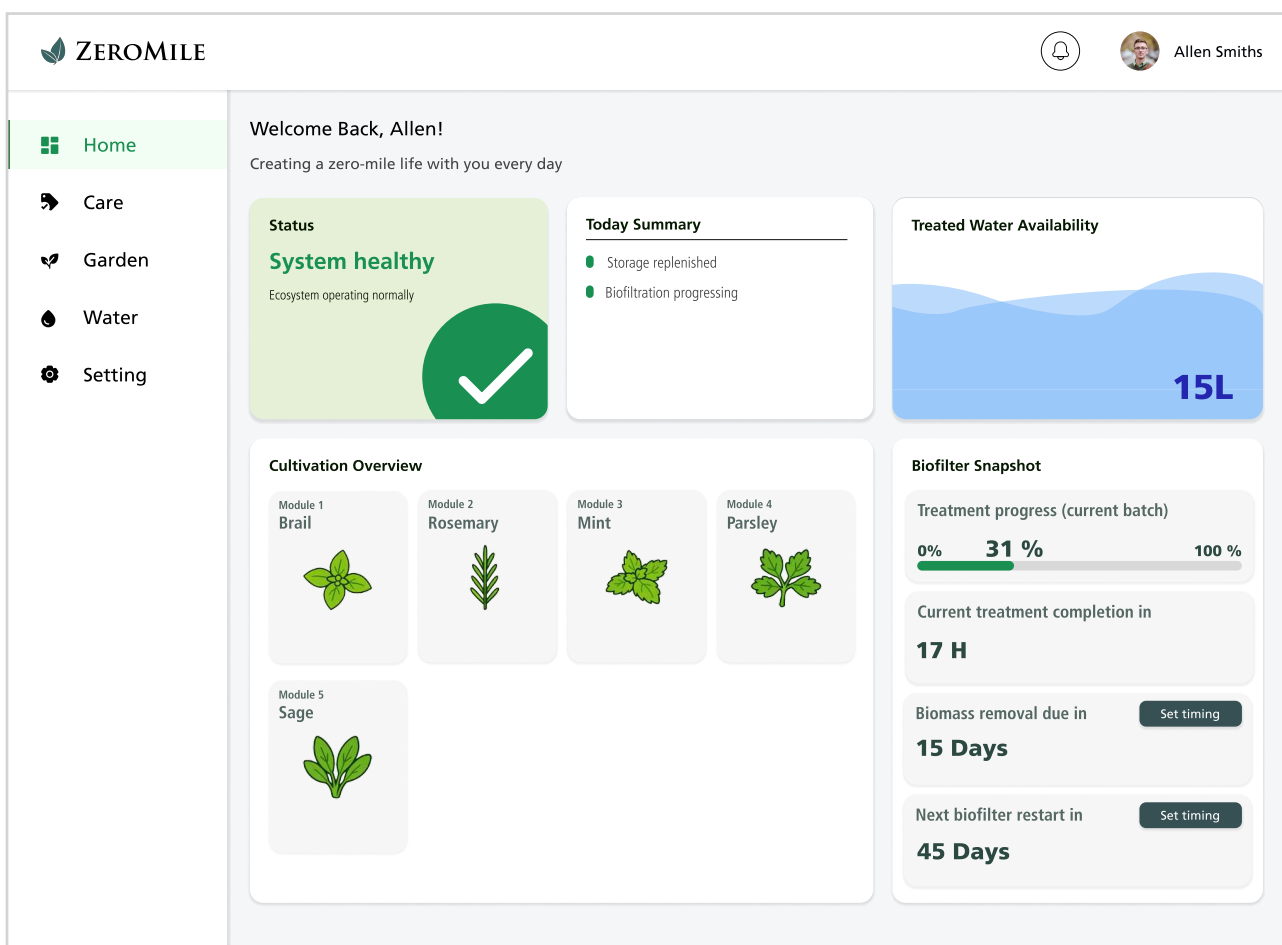 ZEROMILE
Allen Smiths
Home
Care
Garden
Water
Setting
Welcome Back, Allen!
Creating a zero-mile life with you every day
Status
System healthy
Ecosystem operating normally
Today Summary
Storage replenished
Biofiltration progressing
Treated Water Availability
15L
Cultivation Overview
Module 1
Brail
Module 2
Rosemary
Module 3
Mint
Module 4
Parsley
Module 5
Sage
Biofilter Snapshot
Treatment progress (current batch)
0% 31 % 100 %
Current treatment completion in
17 H
Biomass removal due in
Set timing
15 Days
Next biofilter restart in
Set timing
45 Days